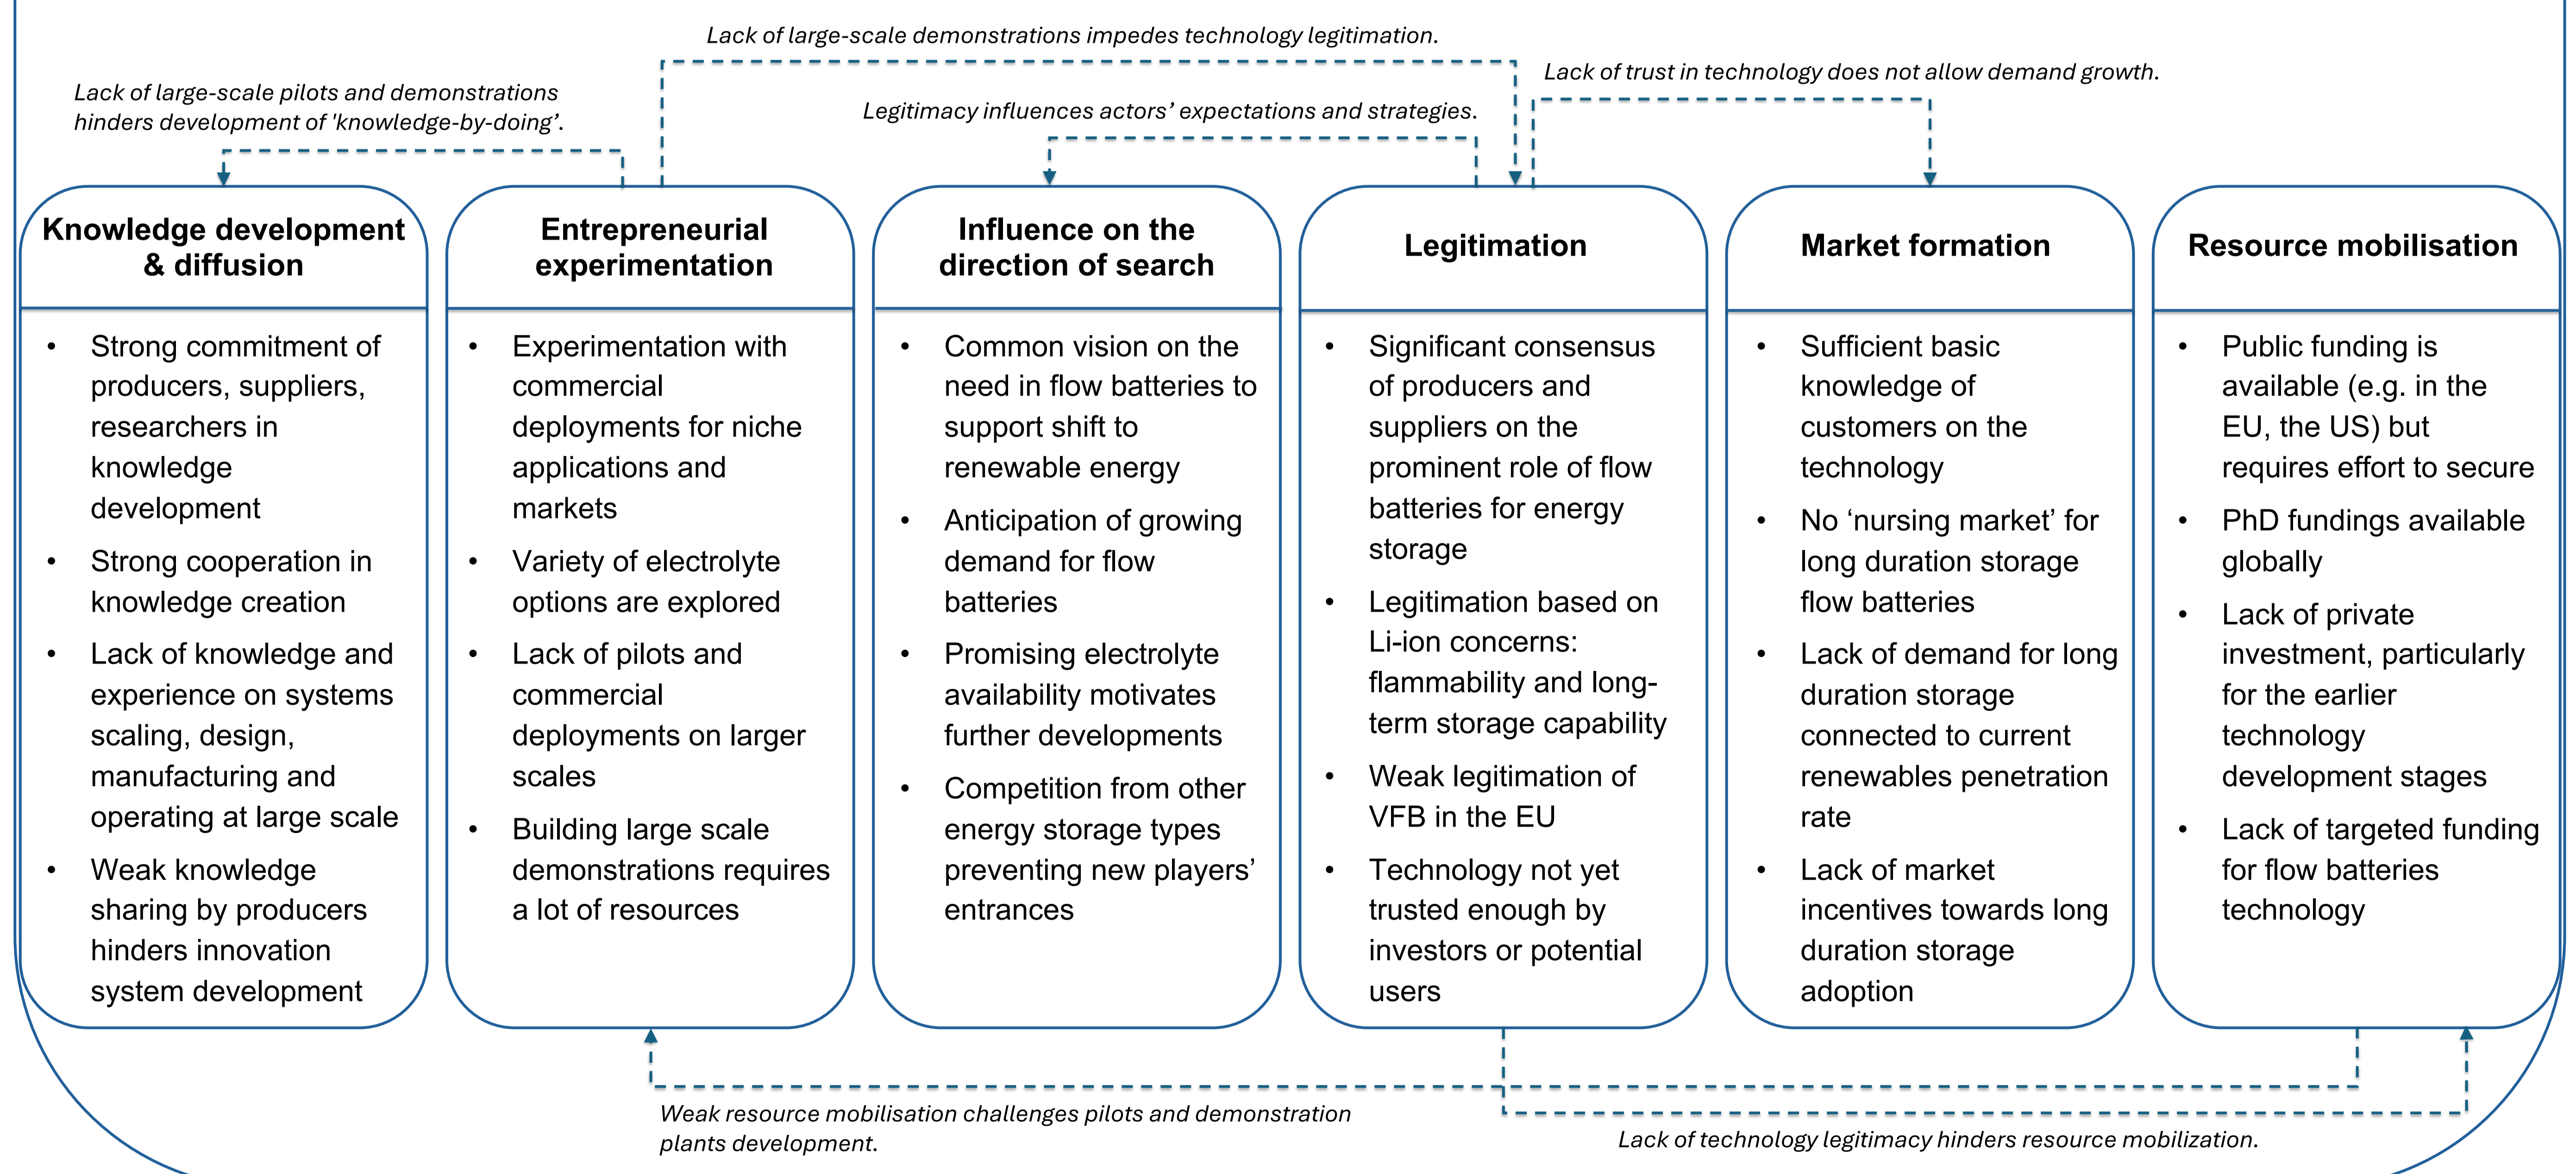 Lack of large-scale demonstrations impedes technology legitimation.
Lack of trust in technology does not allow demand growth.
Lack of large-scale pilots and demonstrations
hinders development of 'knowledge-by-doing’.
Legitimacy influences actors’ expectations and strategies.
Knowledge development
& diffusion
• Strong commitment of
producers, suppliers,
researchers in
knowledge
development
• Strong cooperation in
knowledge creation
• Lack of knowledge and
experience on systems
scaling, design,
manufacturing and
operating at large scale
• Weak knowledge
sharing by producers
hinders innovation
system development
Entrepreneurial
experimentation
• Experimentation with
commercial
deployments for niche
applications and
markets
• Variety of electrolyte
options are explored
• Lack of pilots and
commercial
deployments on larger
scales
• Building large scale
demonstrations requires
a lot of resources
Influence on the
direction of search
• Common vision on the
need in flow batteries to
support shift to
renewable energy
• Anticipation of growing
demand for flow
batteries
• Promising electrolyte
availability motivates
further developments
• Competition from other
energy storage types
preventing new players’
entrances
Legitimation
• Significant consensus
of producers and
suppliers on the
prominent role of flow
batteries for energy
storage
• Legitimation based on
Li-ion concerns:
flammability and long-
term storage capability
• Weak legitimation of
VFB in the EU
• Technology not yet
trusted enough by
investors or potential
users
Market formation
• Sufficient basic
knowledge of
customers on the
technology
• No ‘nursing market’ for
long duration storage
flow batteries
• Lack of demand for long
duration storage
connected to current
renewables penetration
rate
• Lack of market
incentives towards long
duration storage
adoption
Resource mobilisation
• Public funding is
available (e.g. in the
EU, the US) but
requires effort to secure
• PhD fundings available
globally
• Lack of private
investment, particularly
for the earlier
technology
development stages
• Lack of targeted funding
for flow batteries
technology
Weak resource mobilisation challenges pilots and demonstration
plants development.
Lack of technology legitimacy hinders resource mobilization.